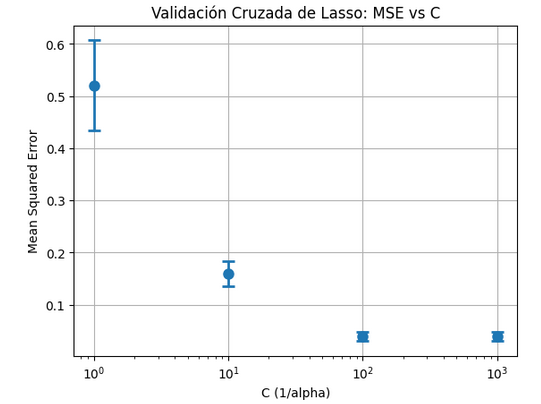 Validación Cruzada de Lasso: MSE vs C
Mean Squared Error
0.6
0.5
0.4
0.3
0.2
0.1
10⁰ 10¹ 10² 10³
C (1/alpha)